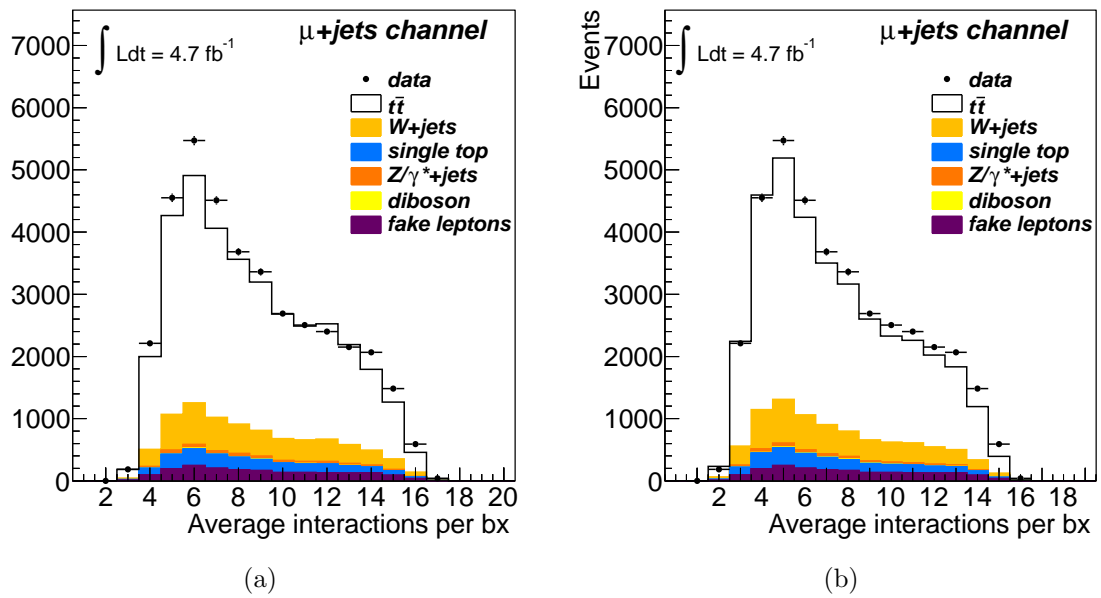 ∫ Ldt = 4.7 fb⁻¹
μ+jets channel
data
tt̄
W+jets
single top
Z/γ*+jets
diboson
fake leptons
7000
6000
5000
4000
3000
2000
1000
0
2 4 6 8 10 12 14 16 18 20
Average interactions per bx
(a)
Events
∫ Ldt = 4.7 fb⁻¹
μ+jets channel
data
tt̄
W+jets
single top
Z/γ*+jets
diboson
fake leptons
7000
6000
5000
4000
3000
2000
1000
0
2 4 6 8 10 12 14 16 18
Average interactions per bx
(b)